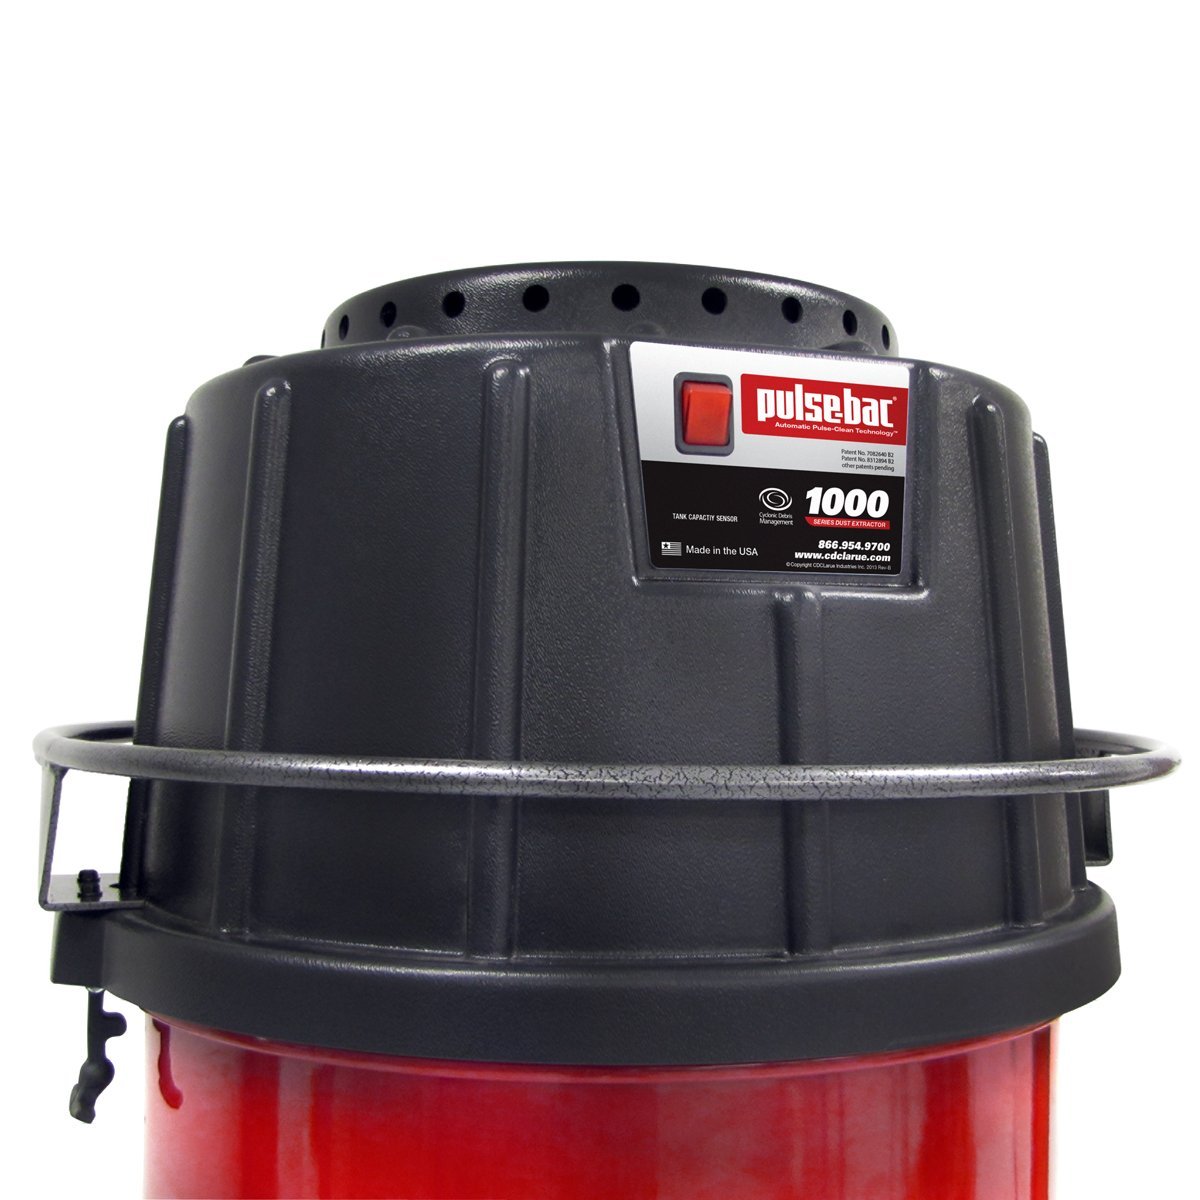 pulsebac®
Automatic Pulse-Clean Technology™
Patent No. 7082640 B2
Patent No. 8312894 B2
other patents pending
1000
SERIES DUST EXTRACTOR
Cyclonic Debris
Management
TANK CAPACTIY SENSOR
866.954.9700
www.cdclarue.com
Made in the USA
© Copyright CDCLarue Industries Inc. 2013 Rev-B